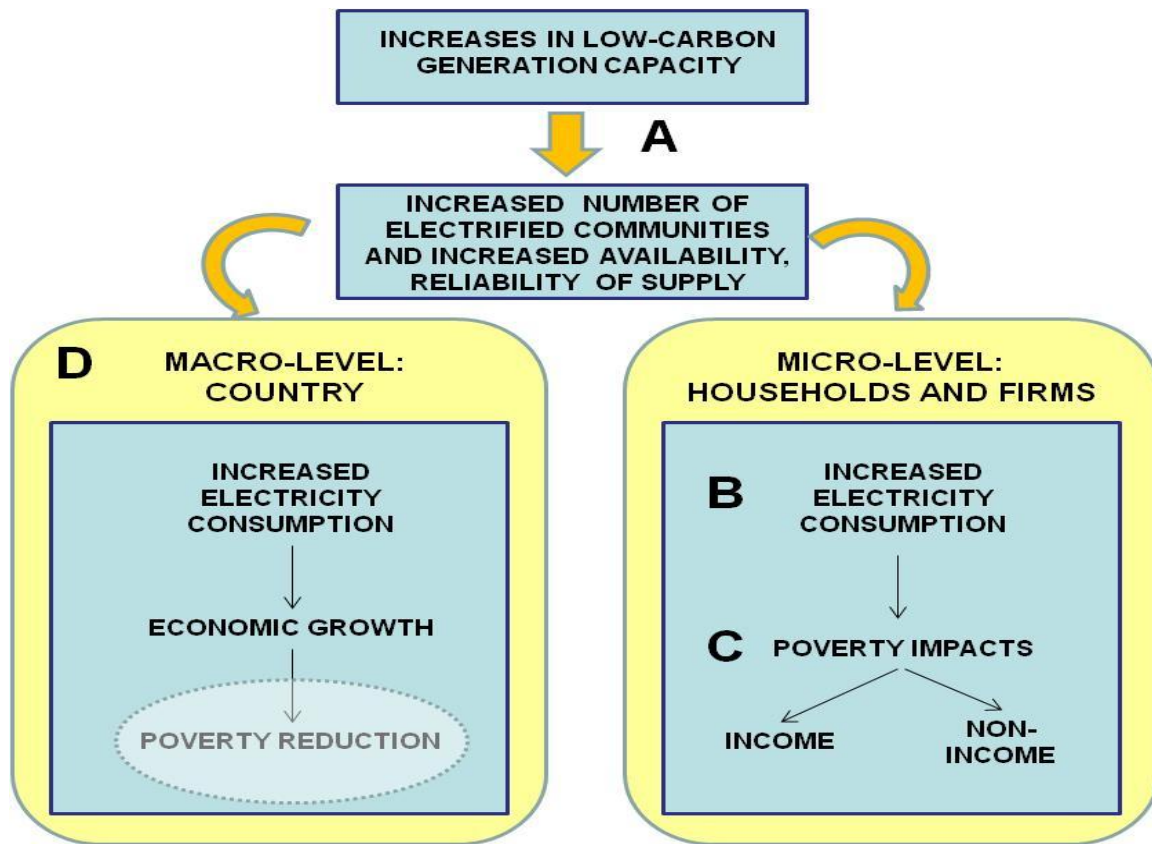 INCREASES IN LOW-CARBON
GENERATION CAPACITY
A
INCREASED NUMBER OF
ELECTRIFIED COMMUNITIES
AND INCREASED AVAILABILITY,
RELIABILITY OF SUPPLY
D
MACRO-LEVEL:
COUNTRY
INCREASED
ELECTRICITY
CONSUMPTION
ECONOMIC GROWTH
POVERTY REDUCTION
MICRO-LEVEL:
HOUSEHOLDS AND FIRMS
B
INCREASED
ELECTRICITY
CONSUMPTION
C
POVERTY IMPACTS
INCOME
NON-
INCOME